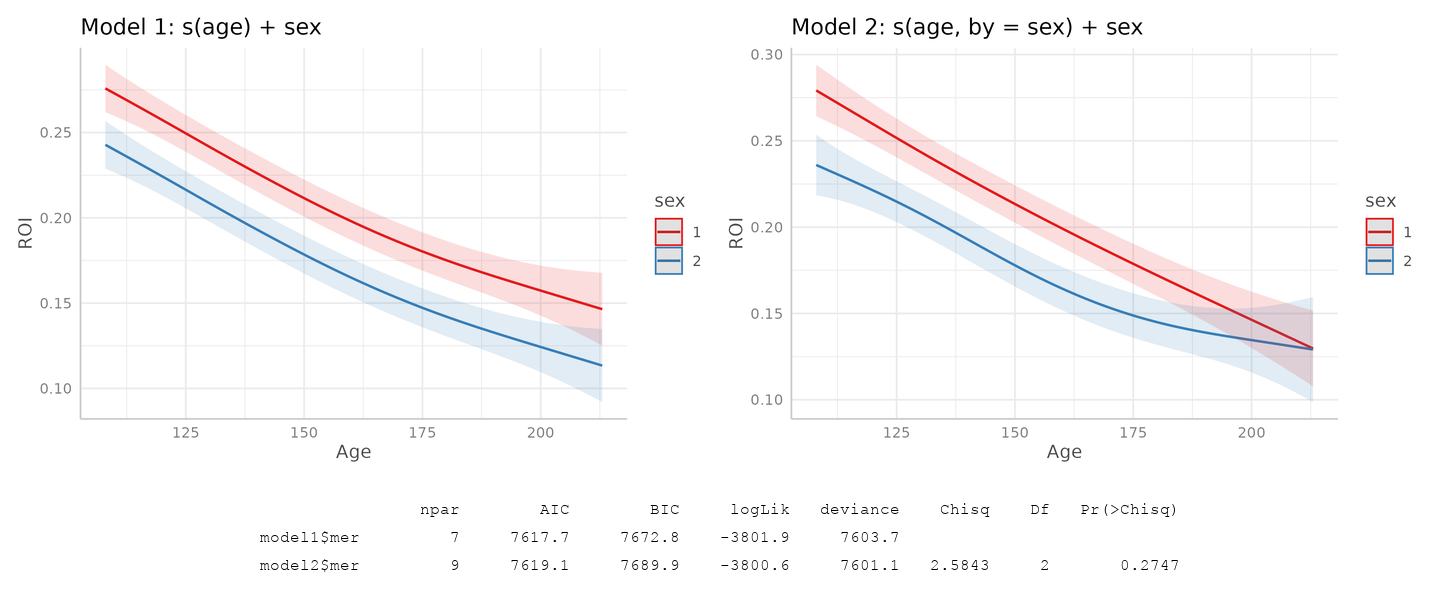 Model 1: s(age) + sex
0.25
0.20
0.15
0.10
ROI
125 150 175 200
Age
sex
1
2
Model 2: s(age, by = sex) + sex
0.30
0.25
0.20
0.15
0.10
ROI
125 150 175 200
Age
sex
1
2
npar AIC BIC logLik deviance Chisq Df Pr(>Chisq)
model1$mer 7 7617.7 7672.8 -3801.9 7603.7
model2$mer 9 7619.1 7689.9 -3800.6 7601.1 2.5843 2 0.2747